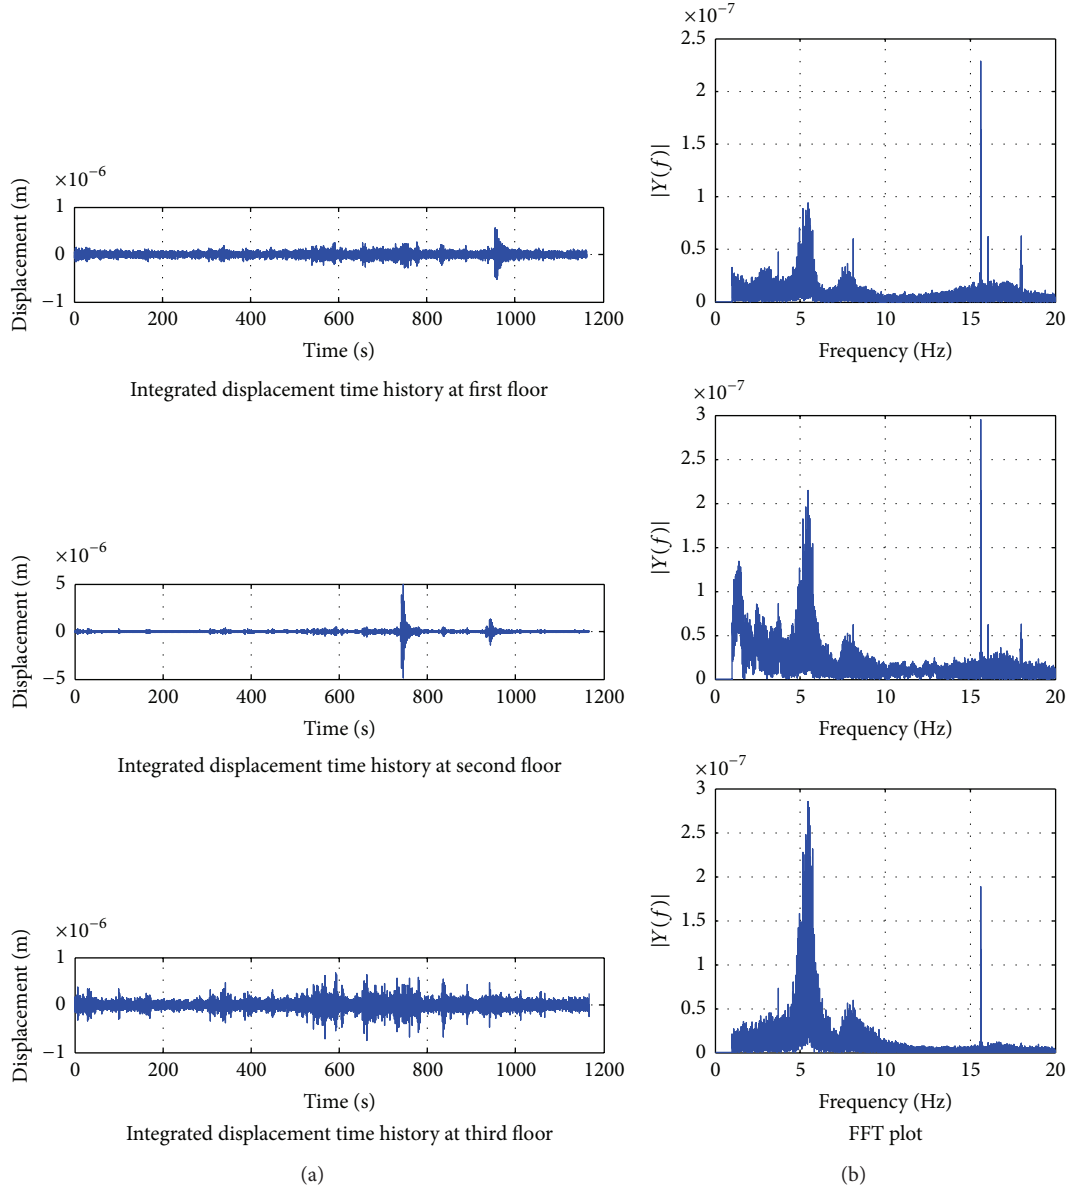 ×10⁻⁶
Displacement (m)
1
0
−1
0 200 400 600 800 1000 1200
Time (s)
Integrated displacement time history at first floor
×10⁻⁷
|Y(f)|
2.5
2
1.5
1
0.5
0
0 5 10 15 20
Frequency (Hz)
×10⁻⁶
Displacement (m)
5
0
−5
0 200 400 600 800 1000 1200
Time (s)
Integrated displacement time history at second floor
×10⁻⁷
|Y(f)|
3
2.5
2
1.5
1
0.5
0
0 5 10 15 20
Frequency (Hz)
×10⁻⁶
Displacement (m)
1
0
−1
0 200 400 600 800 1000 1200
Time (s)
Integrated displacement time history at third floor
(a)
×10⁻⁷
|Y(f)|
3
2.5
2
1.5
1
0.5
0
0 5 10 15 20
Frequency (Hz)
FFT plot
(b)